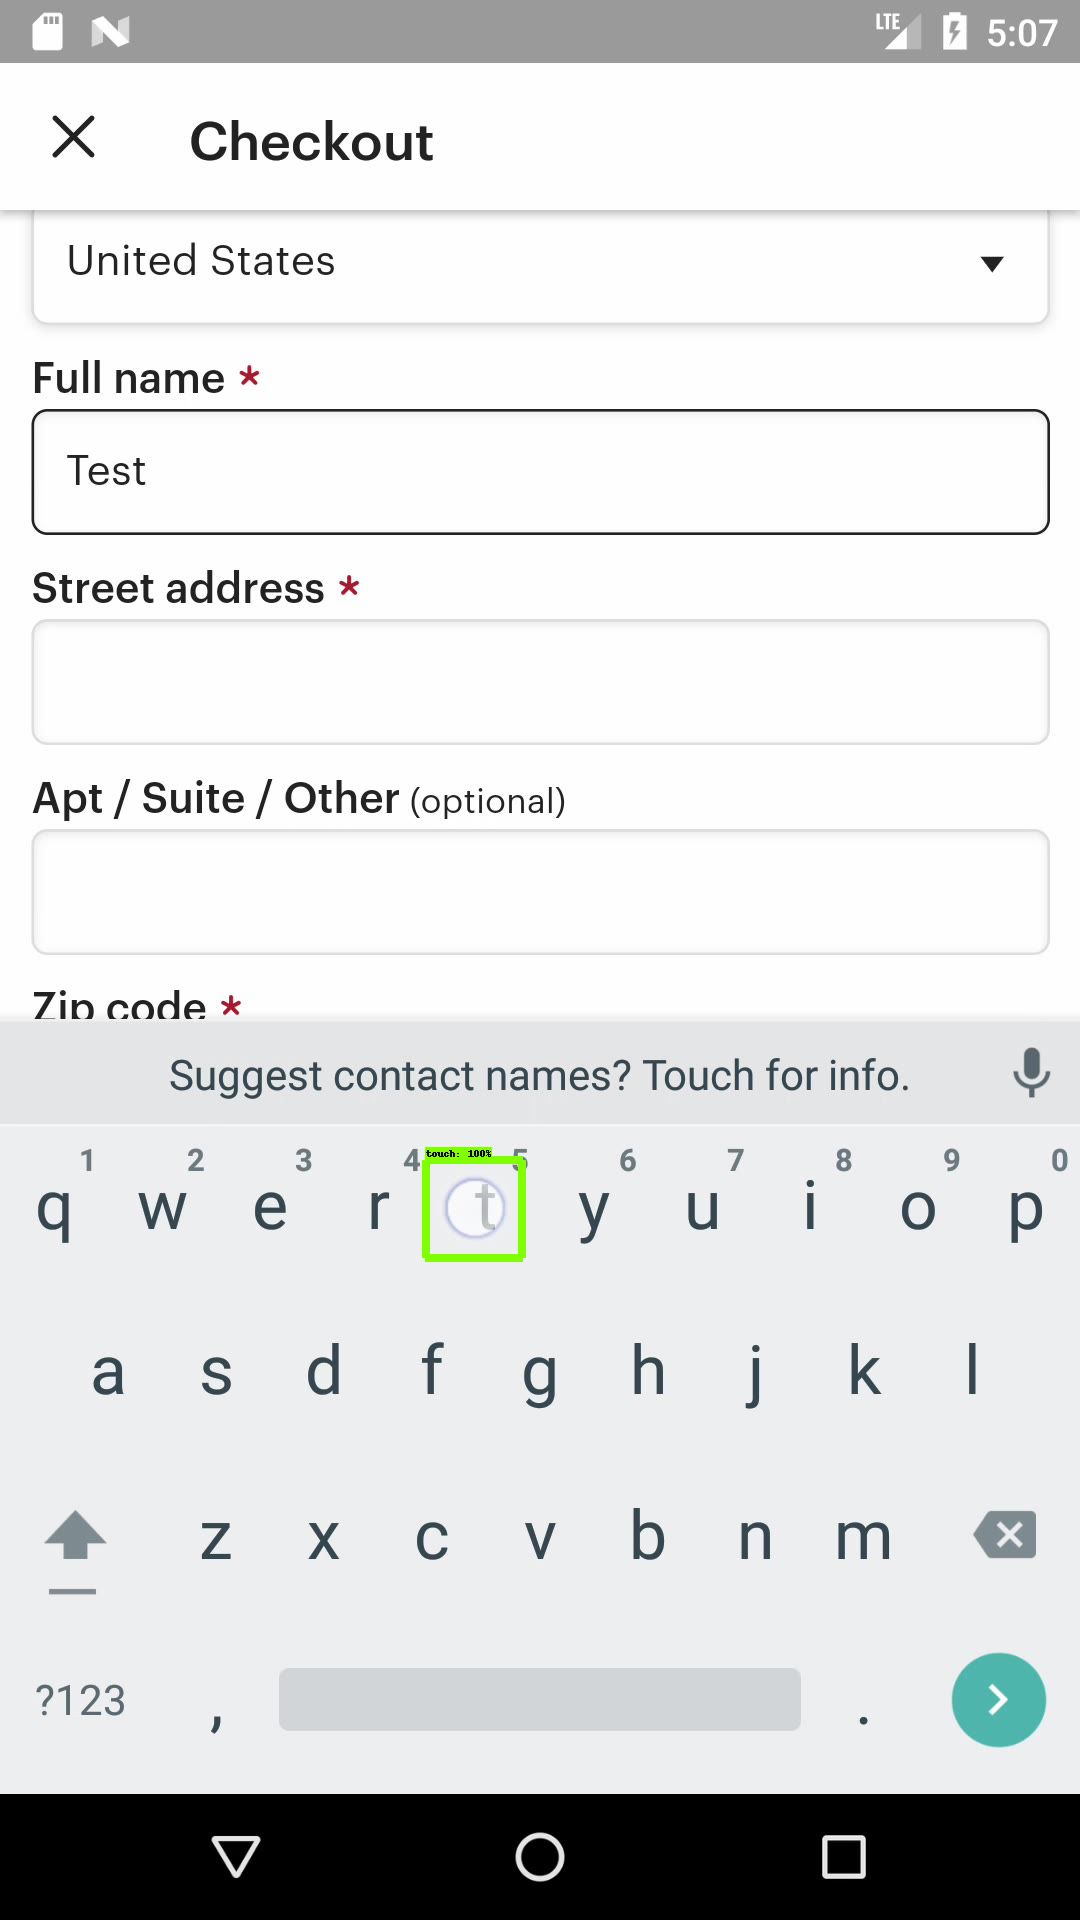 LTE 5:07
Checkout
United States
Full name *
Test
Street address *
Apt / Suite / Other (optional)
Zip code *
Suggest contact names? Touch for info.
touch: 100%
1 2 3 4 5 6 7 8 9 0
q w e r t y u i o p
a s d f g h j k l
z x c v b n m
?123 , .